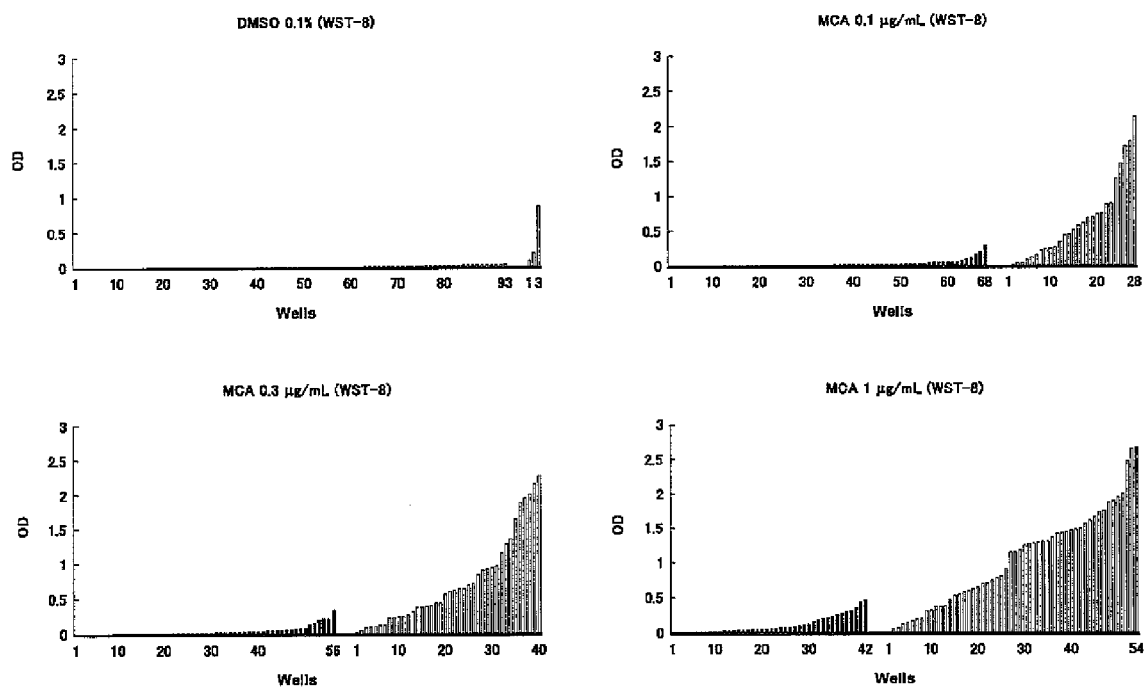 DMSO 0.1% (WST-8)
3
2.5
2
1.5
1
0.5
0
OD
1 10 20 30 40 50 60 70 80 93 1 3
Wells
MCA 0.1 µg/mL (WST-8)
3
2.5
2
1.5
1
0.5
0
OD
1 10 20 30 40 50 60 68 1 10 20 28
Wells
MCA 0.3 µg/mL (WST-8)
3
2.5
2
1.5
1
0.5
0
OD
1 10 20 30 40 56 1 10 20 30 40
Wells
MCA 1 µg/mL (WST-8)
3
2.5
2
1.5
1
0.5
0
OD
1 10 20 30 42 1 10 20 30 40 54
Wells